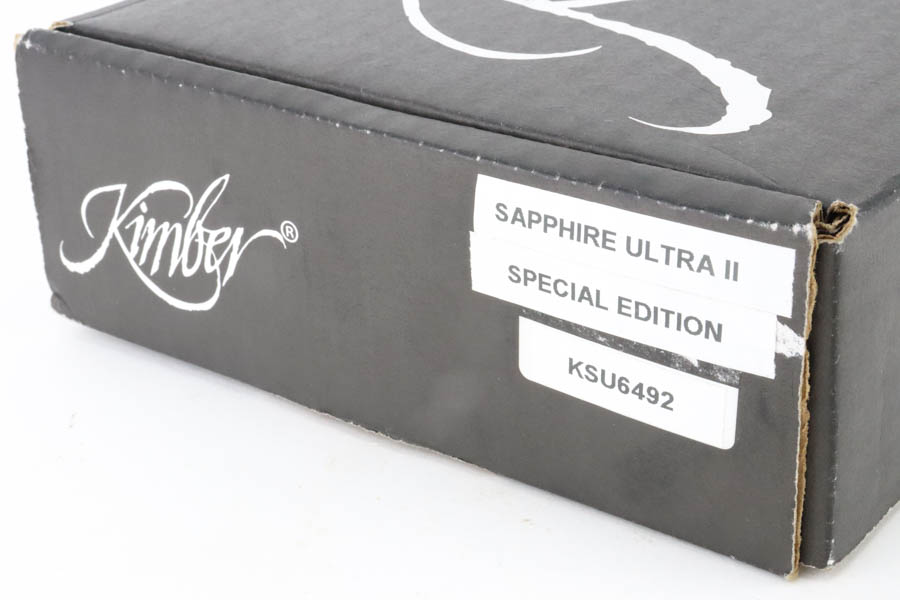 Kimber®
SAPPHIRE ULTRA II
SPECIAL EDITION
KSU6492